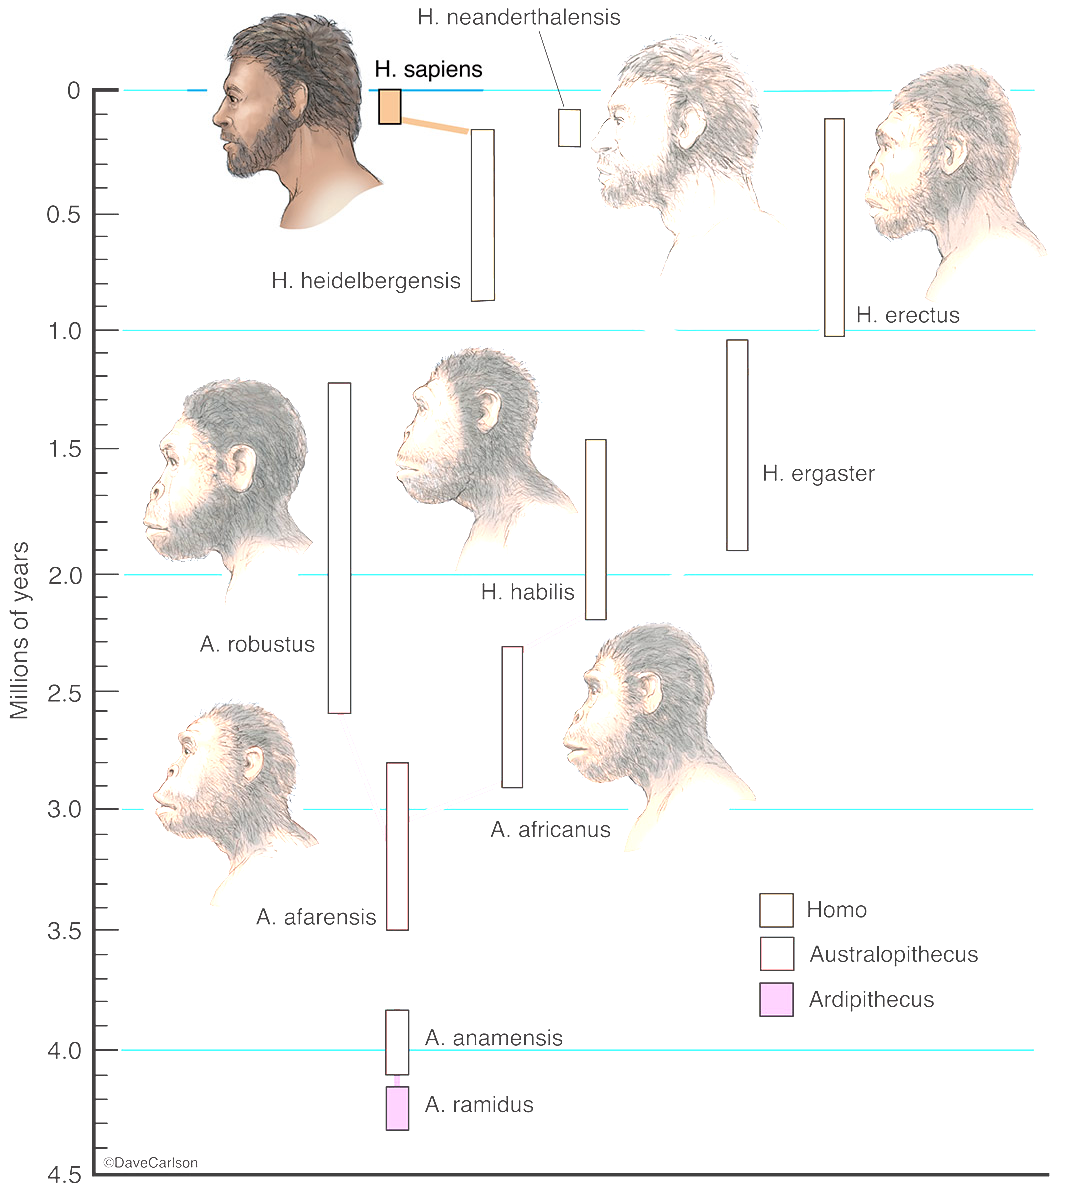 H. neanderthalensis
H. sapiens
0
0.5
H. heidelbergensis
H. erectus
1.0
1.5
H. ergaster
2.0
H. habilis
A. robustus
2.5
Millions of years
3.0
A. africanus
A. afarensis
3.5
Homo
Australopithecus
Ardipithecus
A. anamensis
4.0
A. ramidus
©DaveCarlson
4.5